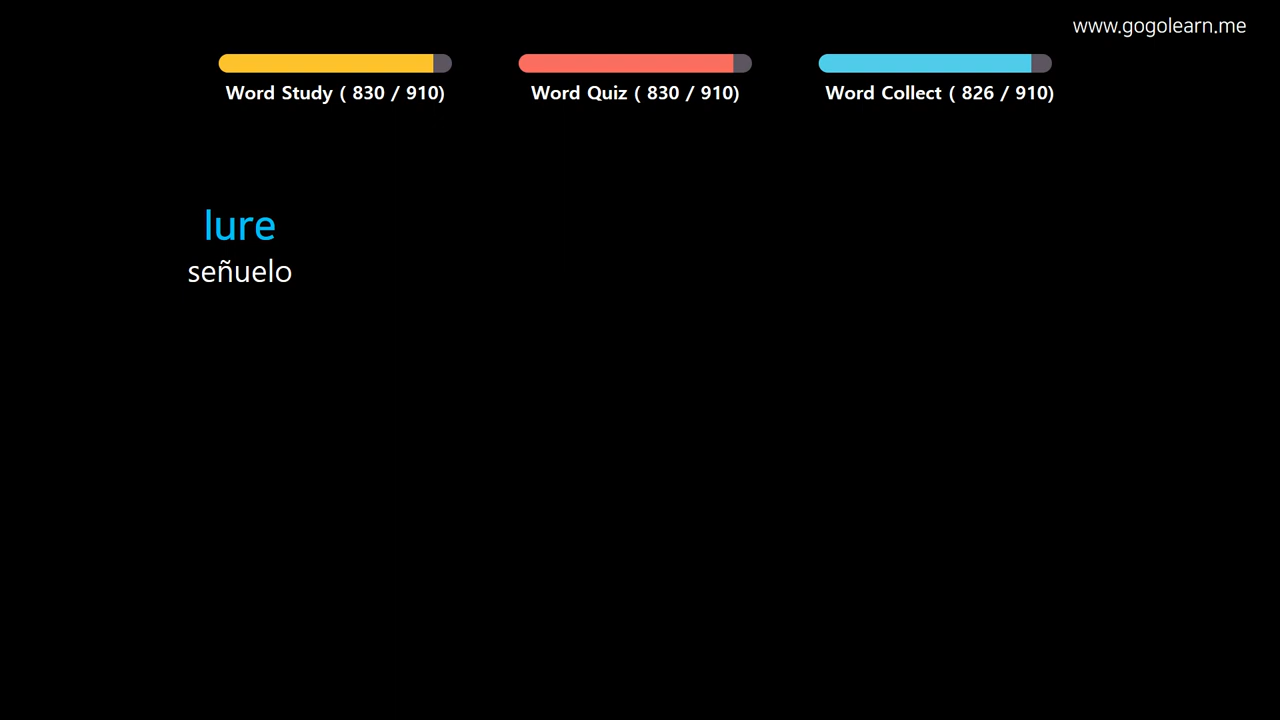 www.gogolearn.me
Word Study ( 830 / 910)
Word Quiz ( 830 / 910)
Word Collect ( 826 / 910)
lure
señuelo